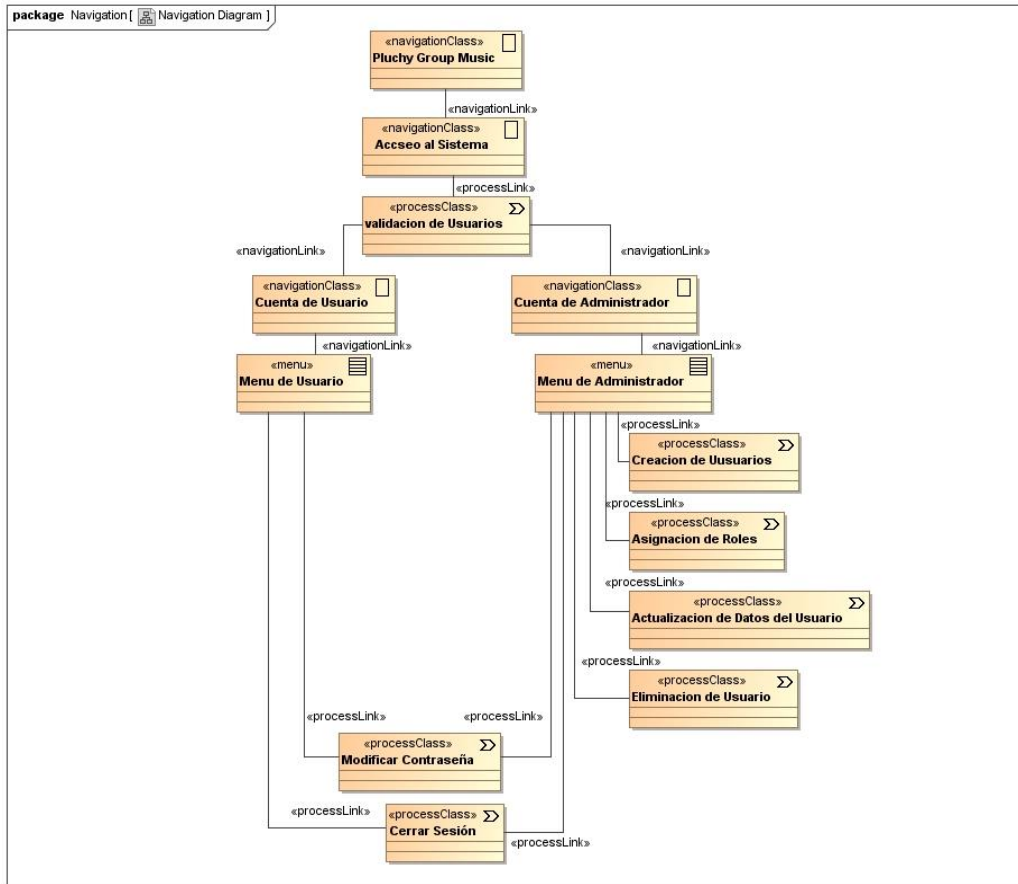 package Navigation [ Navigation Diagram ]
«navigationClass»
Pluchy Group Music
«navigationLink»
«navigationClass»
Accseo al Sistema
«processLink»
«processClass»
validacion de Usuarios
«navigationLink»
«navigationLink»
«navigationClass»
Cuenta de Usuario
«navigationClass»
Cuenta de Administrador
«navigationLink»
«navigationLink»
«menu»
Menu de Usuario
«menu»
Menu de Administrador
«processLink»
«processClass»
Creacion de Uusuarios
«processLink»
«processClass»
Asignacion de Roles
«processLink»
«processClass»
Actualizacion de Datos del Usuario
«processLink»
«processClass»
Eliminacion de Usuario
«processLink»
«processLink»
«processClass»
Modificar Contraseña
«processLink»
«processClass»
Cerrar Sesión
«processLink»